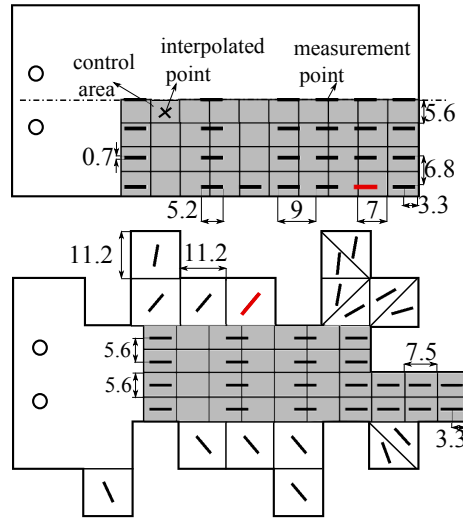 interpolated measurement
control point point
area
5.6
0.7
6.8
5.2 9 7 3.3
11.2 11.2
5.6 7.5
5.6
3.3